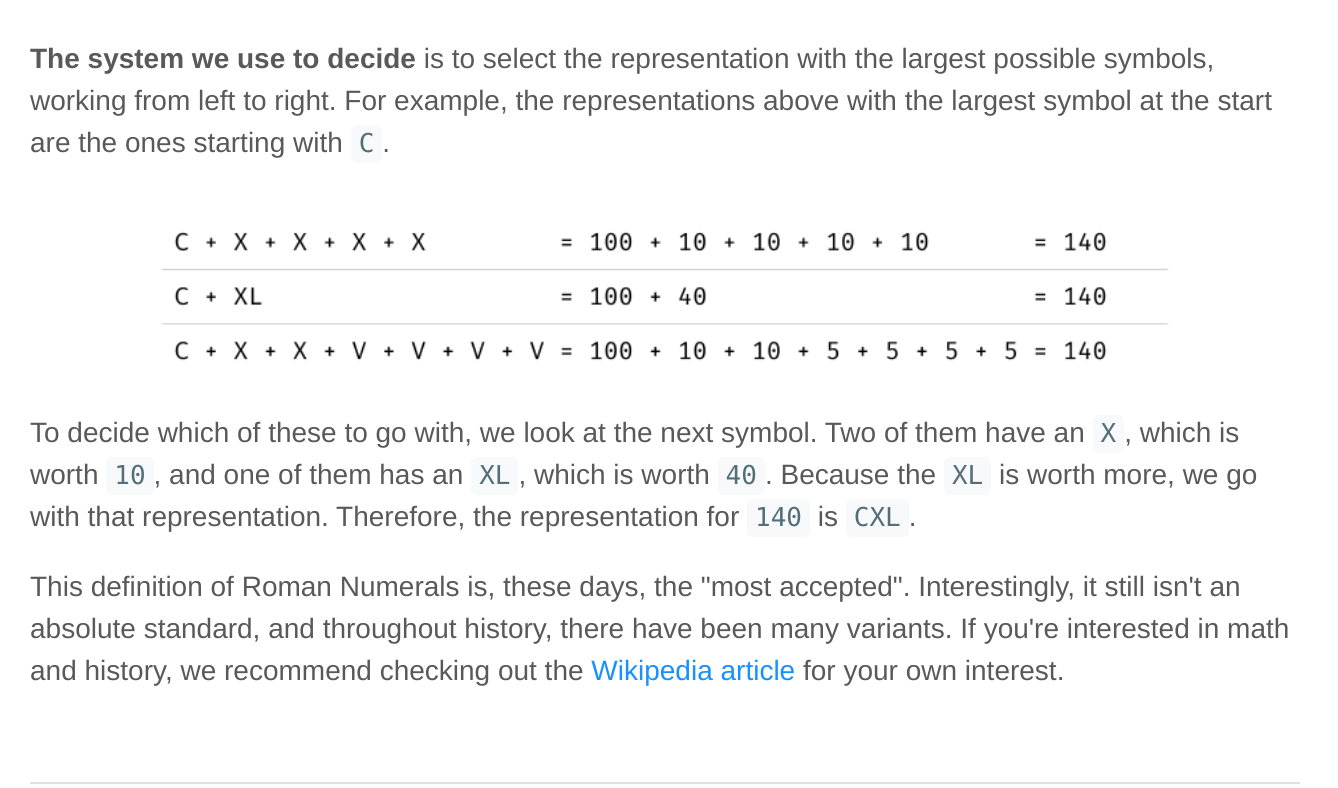 The system we use to decide is to select the representation with the largest possible symbols,
working from left to right. For example, the representations above with the largest symbol at the start
are the ones starting with C.
C + X + X + X + X = 100 + 10 + 10 + 10 + 10 = 140
C + XL = 100 + 40 = 140
C + X + X + V + V + V + V = 100 + 10 + 10 + 5 + 5 + 5 + 5 = 140
To decide which of these to go with, we look at the next symbol. Two of them have an X, which is
worth 10, and one of them has an XL, which is worth 40. Because the XL is worth more, we go
with that representation. Therefore, the representation for 140 is CXL.
This definition of Roman Numerals is, these days, the "most accepted". Interestingly, it still isn't an
absolute standard, and throughout history, there have been many variants. If you're interested in math
and history, we recommend checking out the Wikipedia article for your own interest.